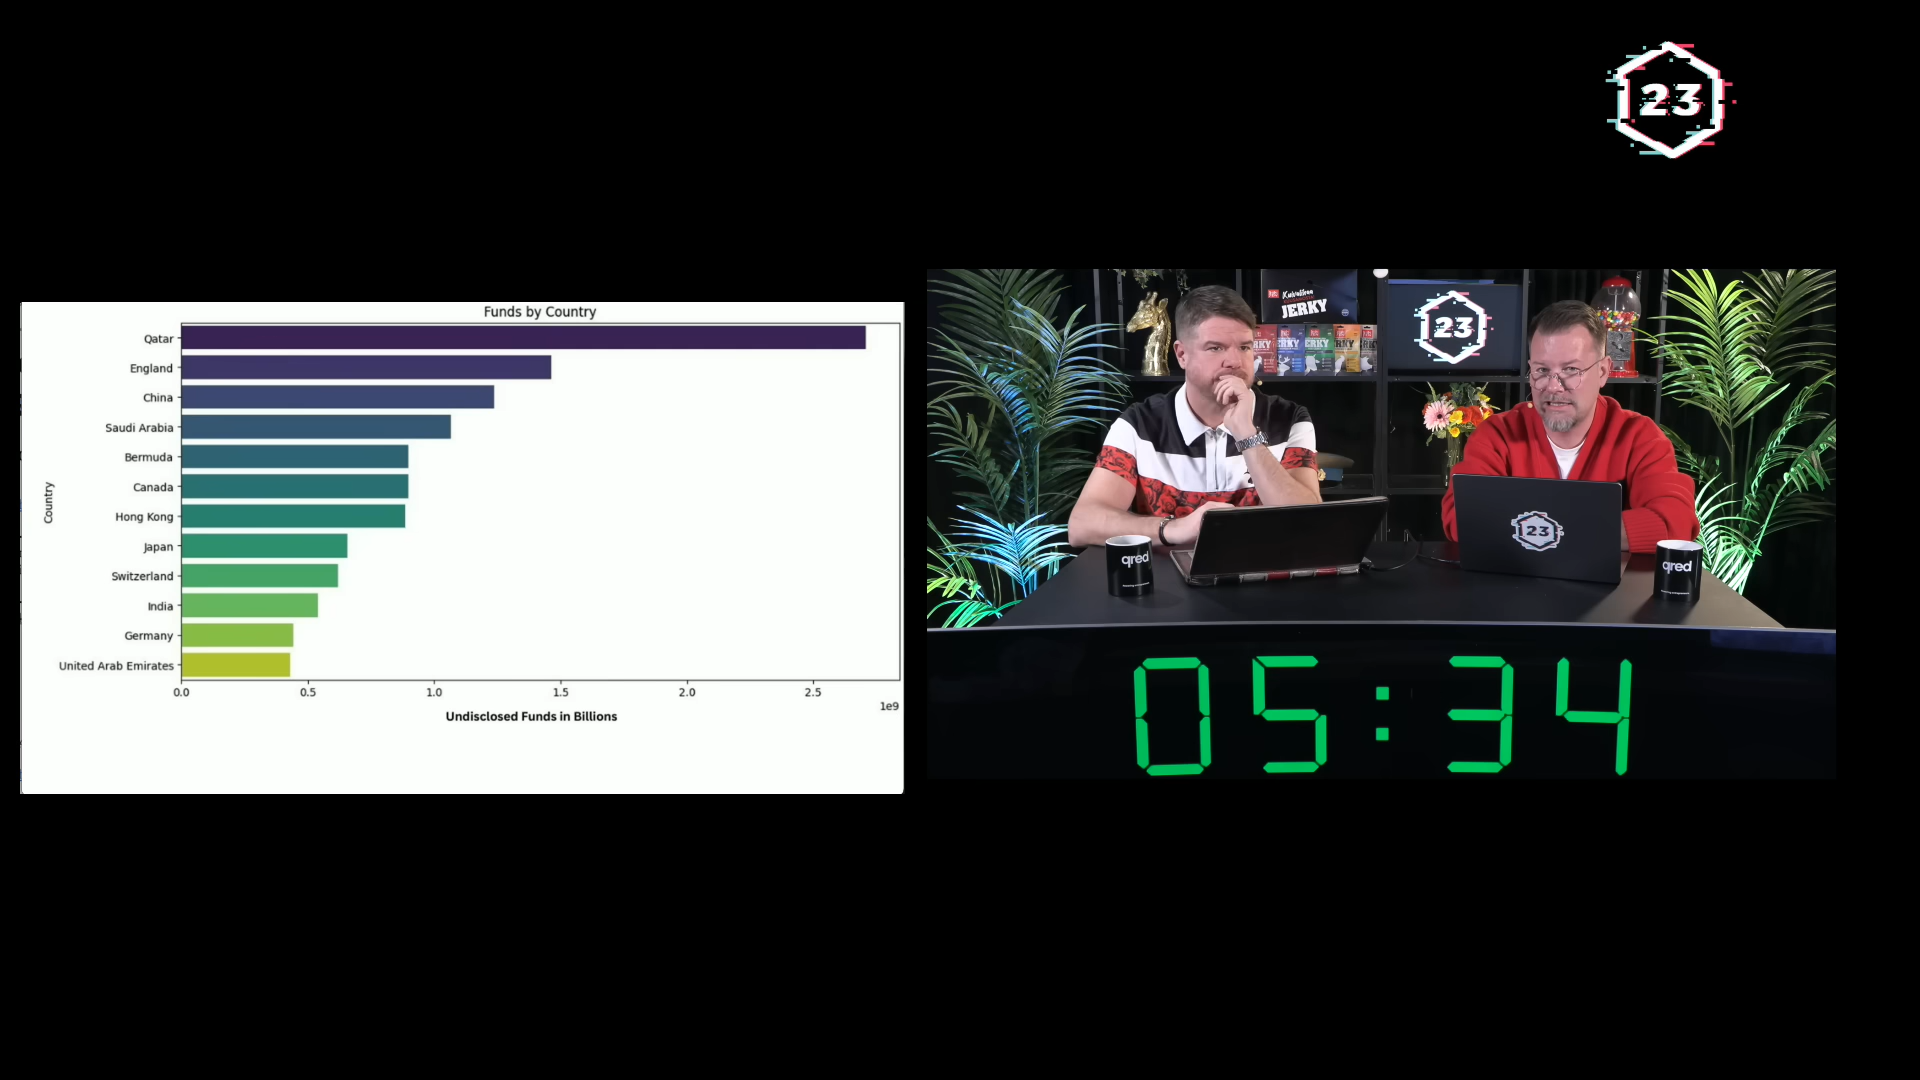 23
Funds by Country
Qatar
England
China
Saudi Arabia
Bermuda
Canada
Hong Kong
Japan
Switzerland
India
Germany
United Arab Emirates
Country
0.0 0.5 1.0 1.5 2.0 2.5
1e9
Undisclosed Funds in Billions
JERKY
23
JERKY
23
qred
qred
05:34